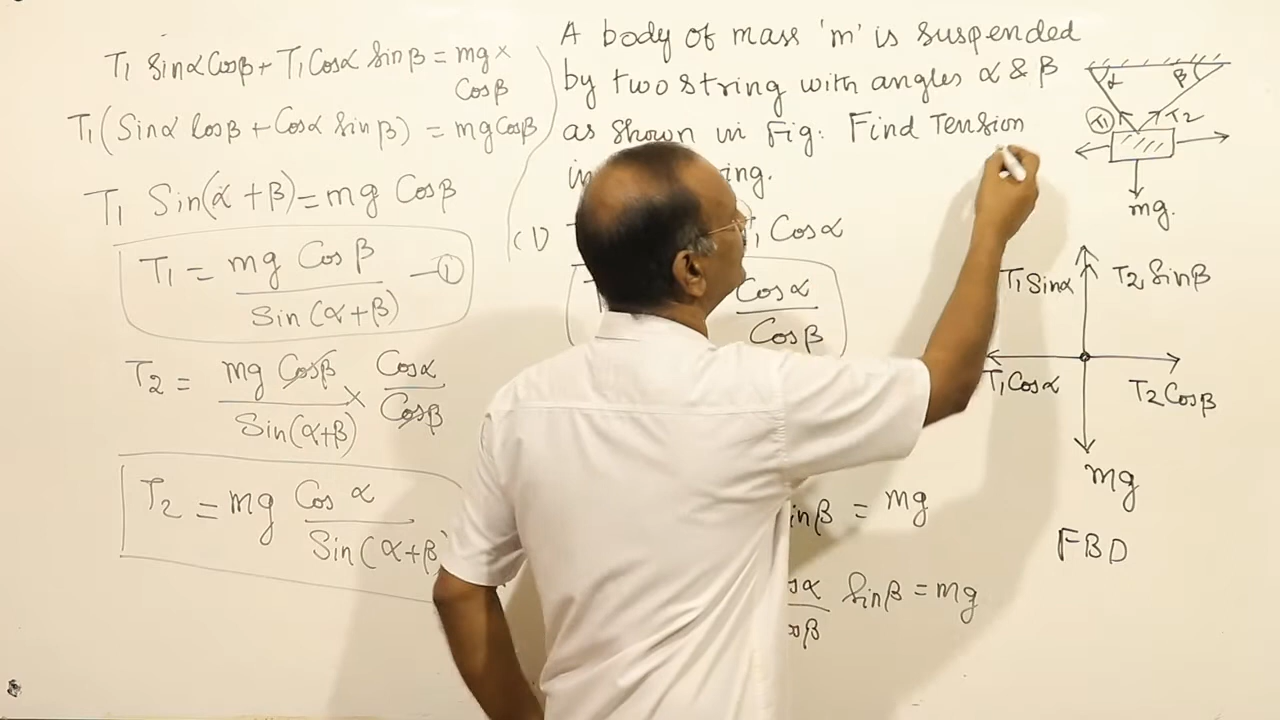 T1 Sinα Cosβ + T1 Cosα Sinβ = mg ×
Cosβ
T1 (Sinα Cosβ + Cosα Sinβ) = mg Cosβ
T1 Sin(α + β) = mg Cosβ
T1 = mg Cosβ / Sin(α+β) — ①
T2 = mg Cosβ / Sin(α+β) × Cosα / Cosβ
T2 = mg Cos α / Sin(α+β
A body of mass 'm' is suspended
by two string with angles α & β
as shown in Fig. Find Tension
ing.
(1) T1 Cosα
Cosα / Cosβ
inβ = mg
sα / sβ Sinβ = mg
α β
T1 T2
mg.
T1 Sinα T2 Sinβ
T1 Cosα T2 Cosβ
mg
FBD